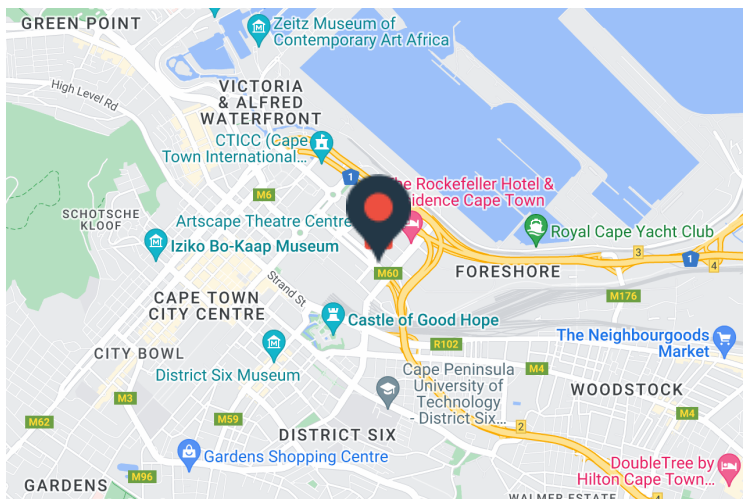 GREEN POINT
Zeitz Museum of
Contemporary Art Africa
High Level Rd
VICTORIA
& ALFRED
WATERFRONT
CTICC (Cape
Town International...
1
M6
The Rockefeller Hotel &
sidence Cape Town
SCHOTSCHE
KLOOF
Artscape Theatre Centre
Iziko Bo-Kaap Museum
Royal Cape Yacht Club
3
1
4
M60
FORESHORE
Strand St
M176
CAPE TOWN
CITY CENTRE
Castle of Good Hope
The Neighbourgoods
Market
R102
CITY BOWL
District Six Museum
Cape Peninsula
University of
Technology
- District Six...
M4
WOODSTOCK
M3
M4
M62
M59
2
DISTRICT SIX
Gardens Shopping Centre
DoubleTree by
Hilton Cape Town...
M96
GARDENS
WALMER ESTATE